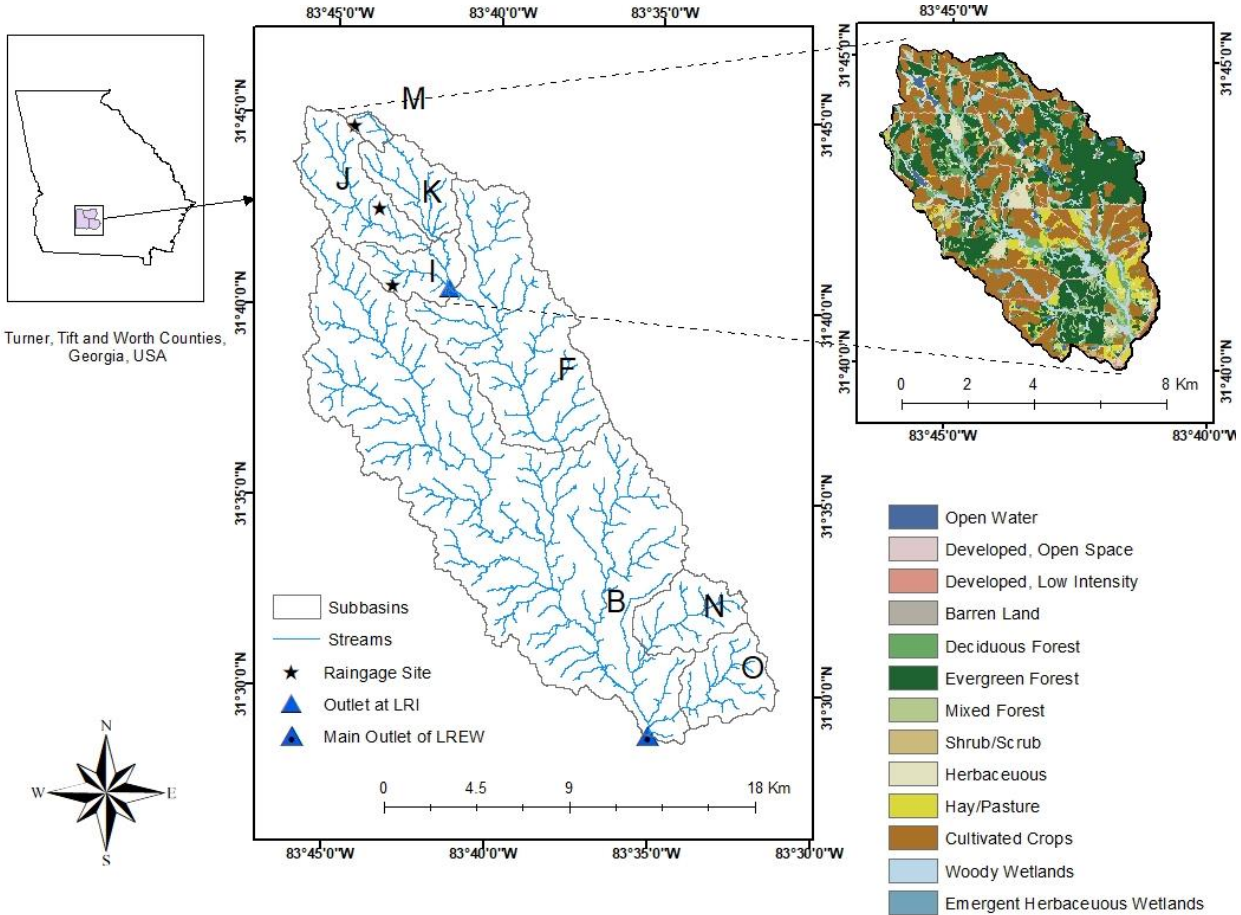 83°45'0"W
83°40'0"W
83°35'0"W
83°45'0"W
31°45'0"N
31°45'0"N
31°45'0"N
31°45'0"N
M
J
K
I
31°40'0"N
31°40'0"N
31°40'0"N
31°40'0"N
Turner, Tift and Worth Counties,
Georgia, USA
F
0 2 4 8 Km
83°45'0"W
83°40'0"W
31°35'0"N
31°35'0"N
B
N
O
Subbasins
Streams
Raingage Site
Outlet at LRI
Main Outlet of LREW
31°30'0"N
31°30'0"N
N
W
E
S
0 4.5 9 18 Km
83°45'0"W
83°40'0"W
83°35'0"W
83°30'0"W
Open Water
Developed, Open Space
Developed, Low Intensity
Barren Land
Deciduous Forest
Evergreen Forest
Mixed Forest
Shrub/Scrub
Herbaceuous
Hay/Pasture
Cultivated Crops
Woody Wetlands
Emergent Herbaceuous Wetlands